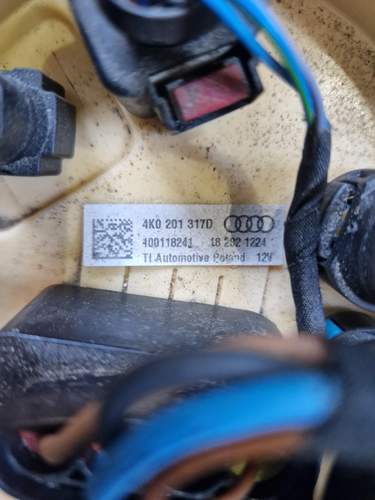 4K0 201 317D
400118241 18 282 1224
TI Automotive Poland 12V